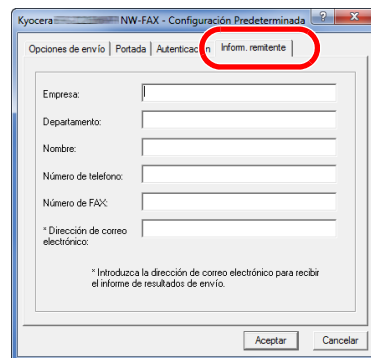 Kyocera NW-FAX - Configuración Predeterminada
Opciones de envío Portada Autenticación Inform. remitente
Empresa:
Departamento:
Nombre:
Número de telefono:
Número de FAX:
* Dirección de correo
electrónico:
* Introduzca la dirección de correo electrónico para recibir
el informe de resultados de envío.
Aceptar Cancelar